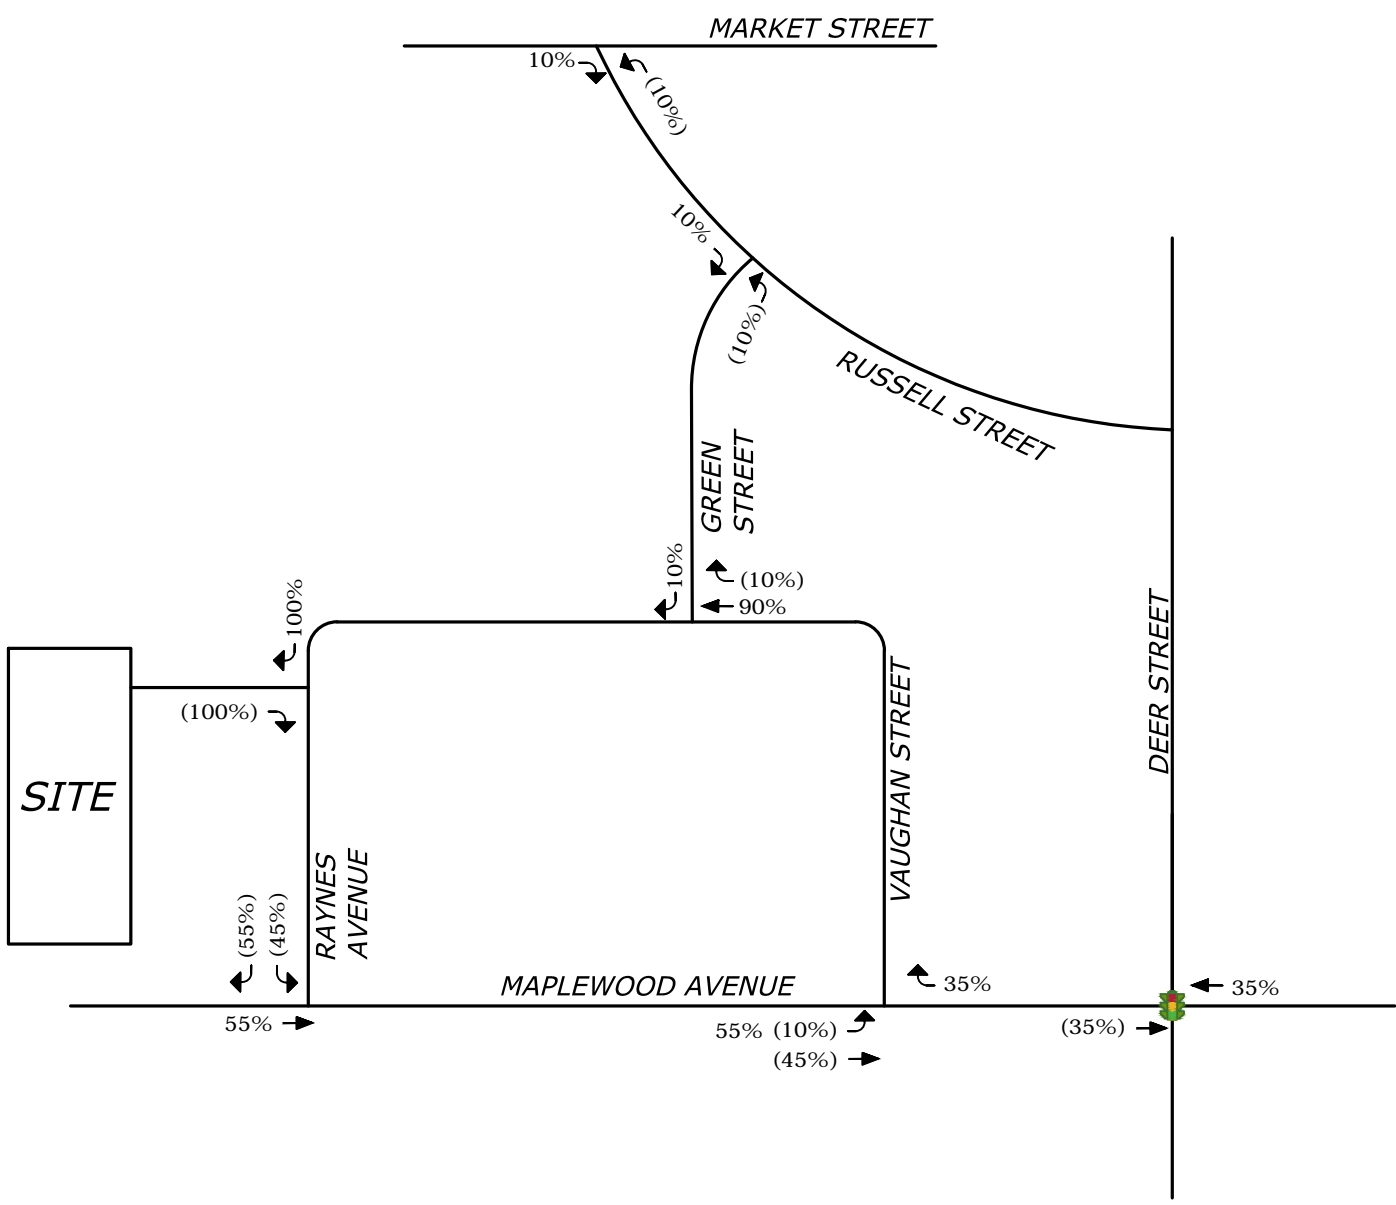 MARKET STREET
10%
(10%)
10%
(10%)
RUSSELL STREET
GREEN
STREET
10%
(10%)
90%
100%
(100%)
SITE
VAUGHAN STREET
DEER STREET
RAYNES
AVENUE
(55%)
(45%)
MAPLEWOOD AVENUE
35%
35%
55%
55% (10%)
(35%)
(45%)